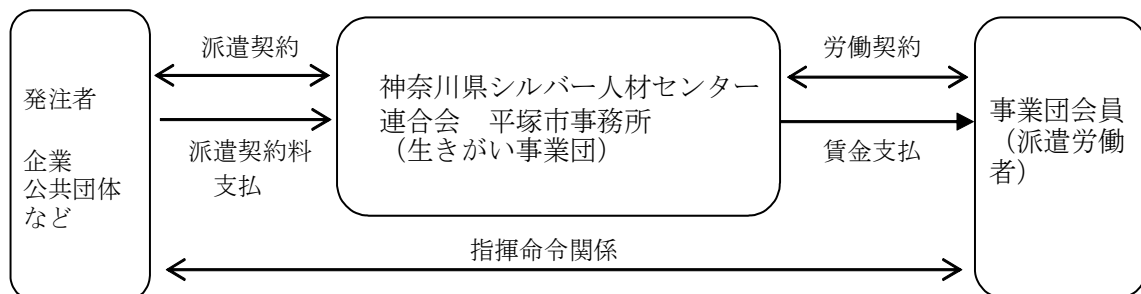 発注者
企業
公共団体
など
派遣契約
派遣契約料
支払
神奈川県シルバー人材センター
連合会　平塚市事務所
（生きがい事業団）
労働契約
賃金支払
事業団会員
（派遣労働
者）
指揮命令関係